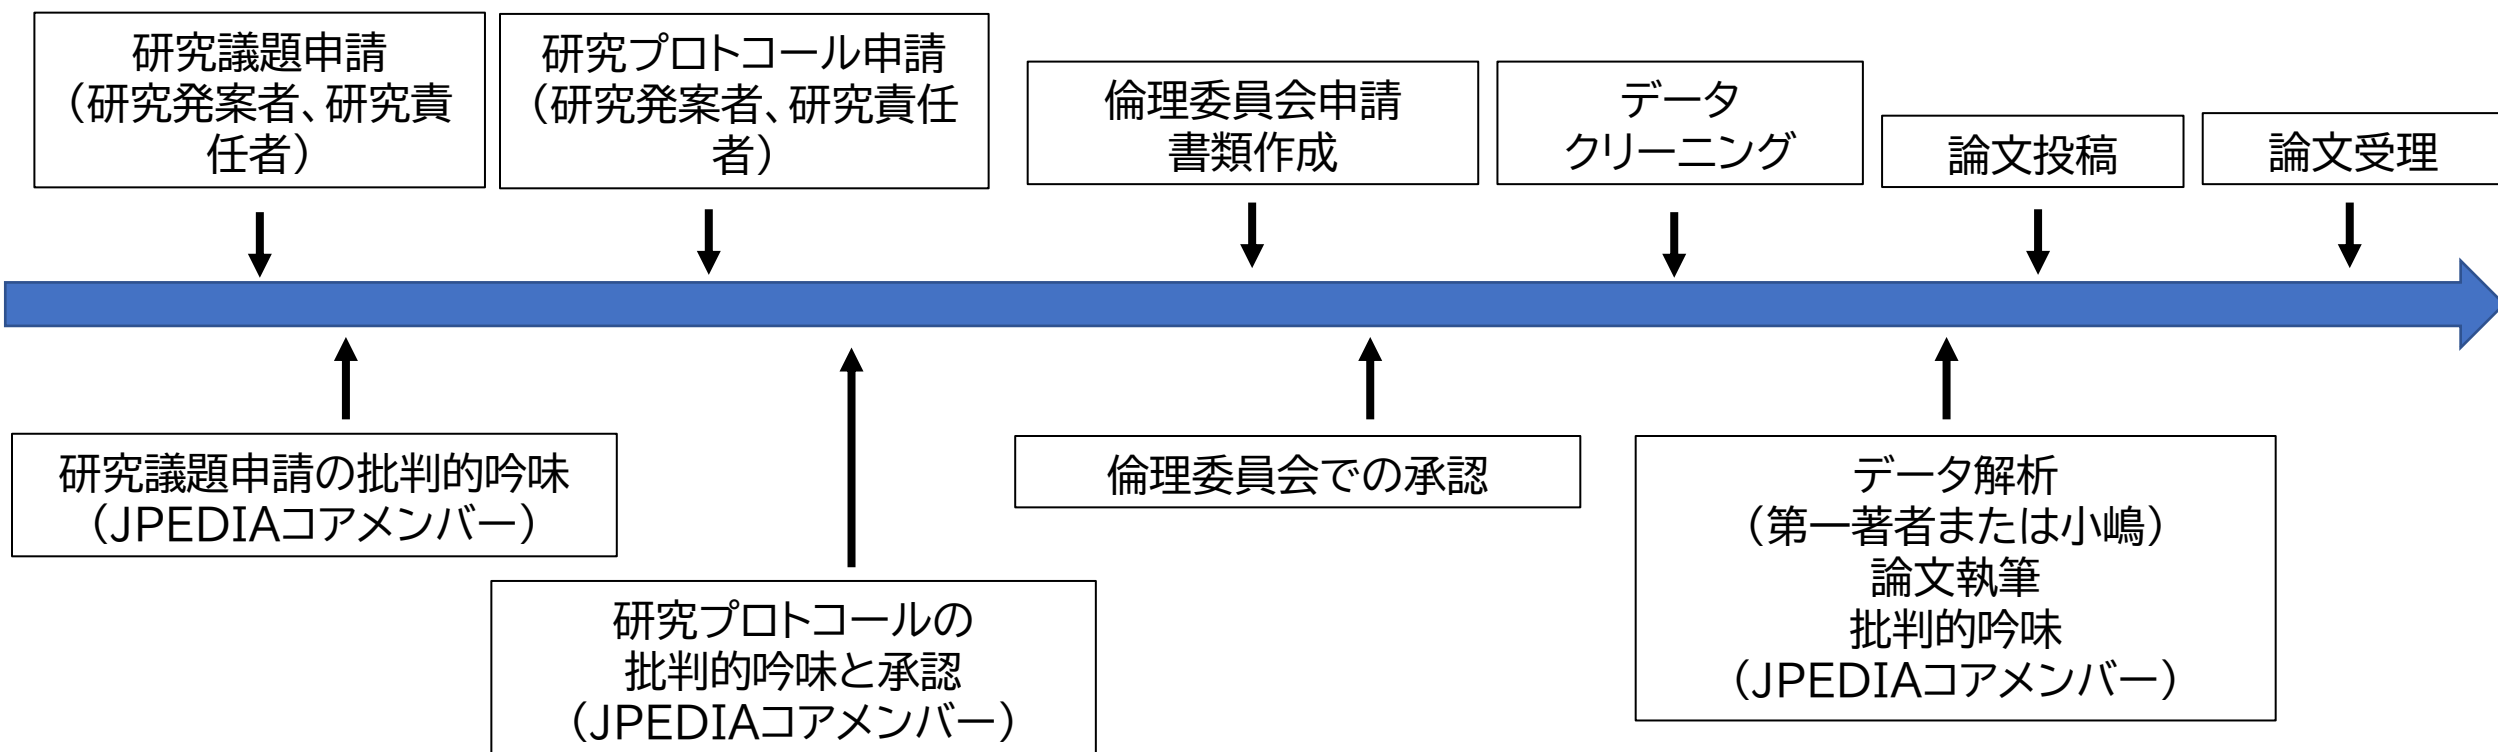 研究議題申請
（研究発案者、研究責
任者）
研究プロトコール申請
（研究発案者、研究責任
者）
倫理委員会申請
書類作成
データ
クリーニング
論文投稿
論文受理
研究議題申請の批判的吟味
（JPEDIAコアメンバー）
研究プロトコールの
批判的吟味と承認
（JPEDIAコアメンバー）
倫理委員会での承認
データ解析
（第一著者または小嶋）
論文執筆
批判的吟味
（JPEDIAコアメンバー）